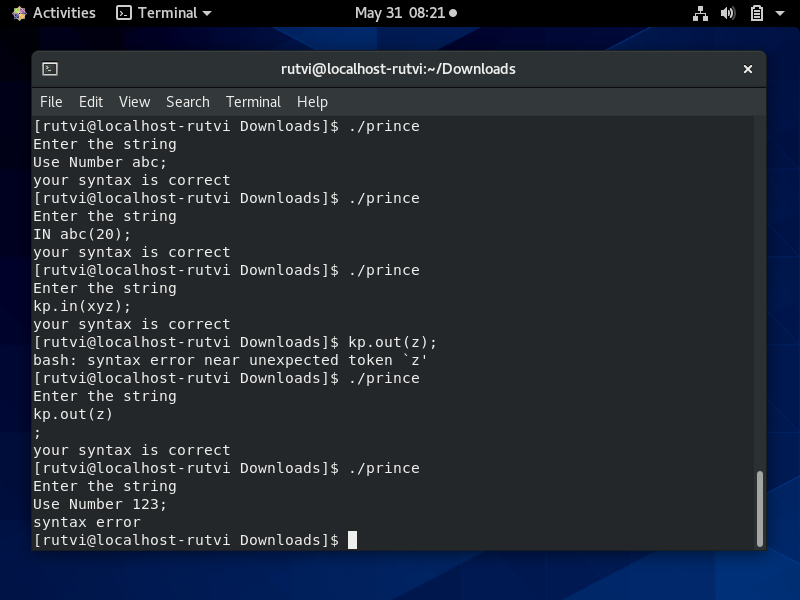 Activities Terminal May 31 08:21
rutvi@localhost-rutvi:~/Downloads
File Edit View Search Terminal Help
[rutvi@localhost-rutvi Downloads]$ ./prince
Enter the string
Use Number abc;
your syntax is correct
[rutvi@localhost-rutvi Downloads]$ ./prince
Enter the string
IN abc(20);
your syntax is correct
[rutvi@localhost-rutvi Downloads]$ ./prince
Enter the string
kp.in(xyz);
your syntax is correct
[rutvi@localhost-rutvi Downloads]$ kp.out(z);
bash: syntax error near unexpected token `z'
[rutvi@localhost-rutvi Downloads]$ ./prince
Enter the string
kp.out(z)
;
your syntax is correct
[rutvi@localhost-rutvi Downloads]$ ./prince
Enter the string
Use Number 123;
syntax error
[rutvi@localhost-rutvi Downloads]$